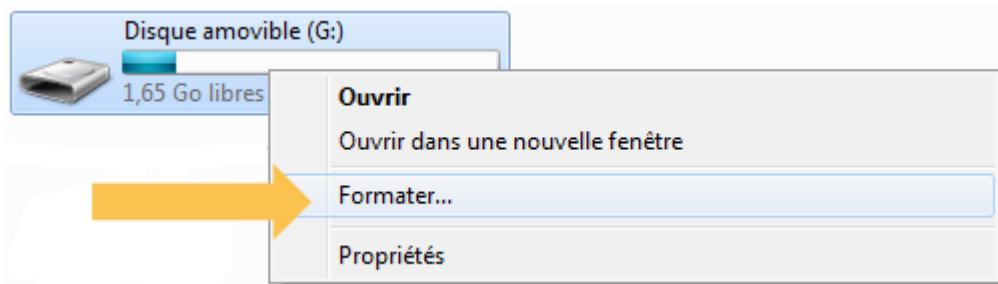 Disque amovible (G:)
1,65 Go libres
Ouvrir
Ouvrir dans une nouvelle fenêtre
Formater...
Propriétés